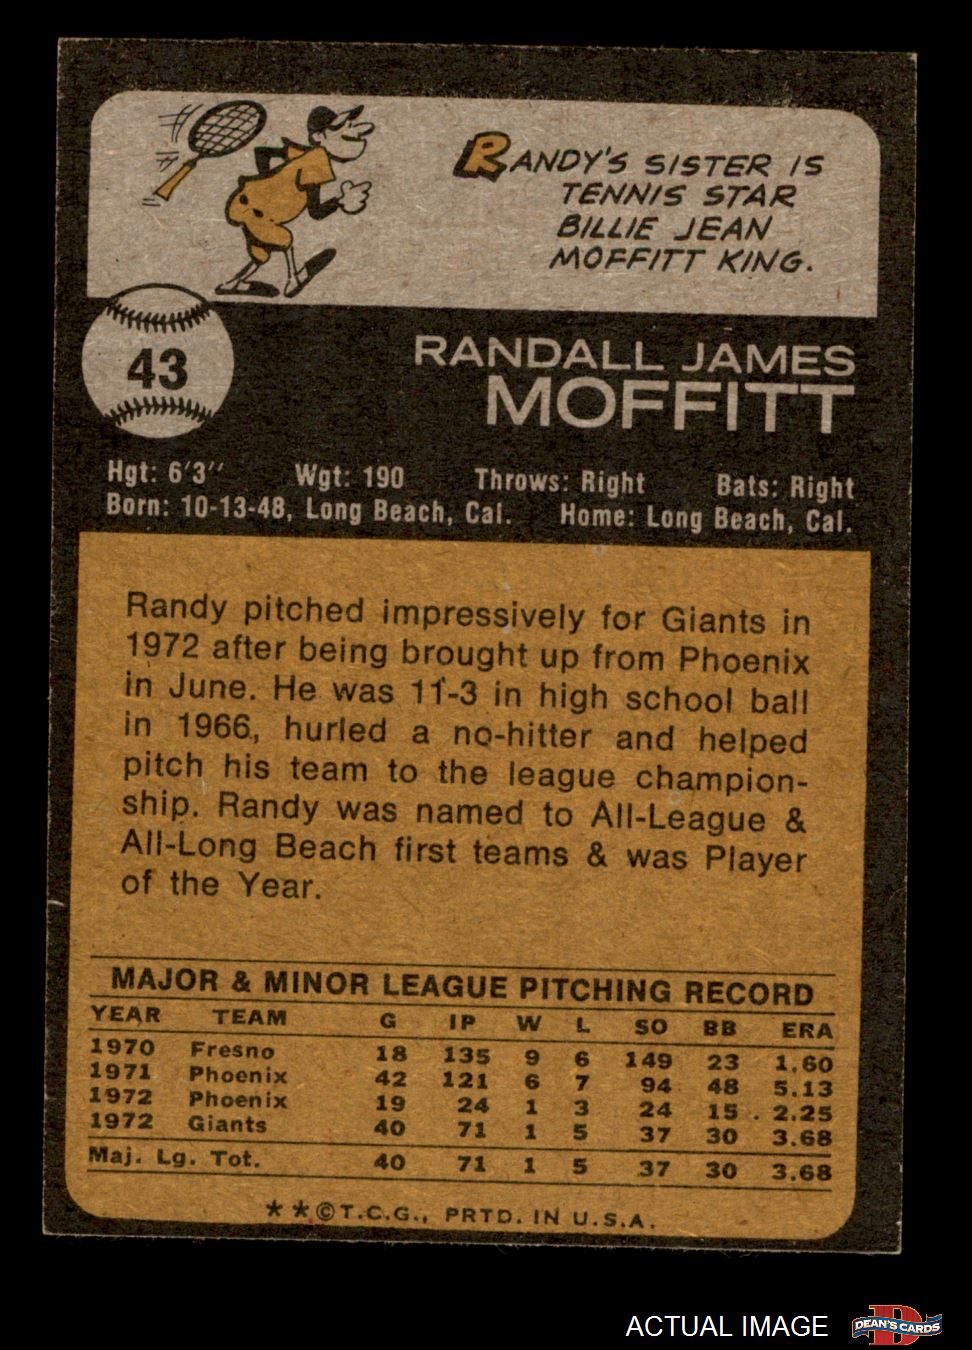 RANDY'S SISTER IS
TENNIS STAR
BILLIE JEAN
MOFFITT KING.
43
RANDALL JAMES
MOFFITT
Hgt: 6'3" Wgt: 190 Throws: Right Bats: Right
Born: 10-13-48, Long Beach, Cal. Home: Long Beach, Cal.
Randy pitched impressively for Giants in
1972 after being brought up from Phoenix
in June. He was 11-3 in high school ball
in 1966, hurled a no-hitter and helped
pitch his team to the league champion-
ship. Randy was named to All-League &
All-Long Beach first teams & was Player
of the Year.
MAJOR & MINOR LEAGUE PITCHING RECORD
YEAR TEAM G IP W L SO BB ERA
1970 Fresno 18 135 9 6 149 23 1.60
1971 Phoenix 42 121 6 7 94 48 5.13
1972 Phoenix 19 24 1 3 24 15 2.25
1972 Giants 40 71 1 5 37 30 3.68
Maj. Lg. Tot. 40 71 1 5 37 30 3.68
**©T.C.G., PRTD. IN U.S.A.
ACTUAL IMAGE
D
DEAN'S CARDS